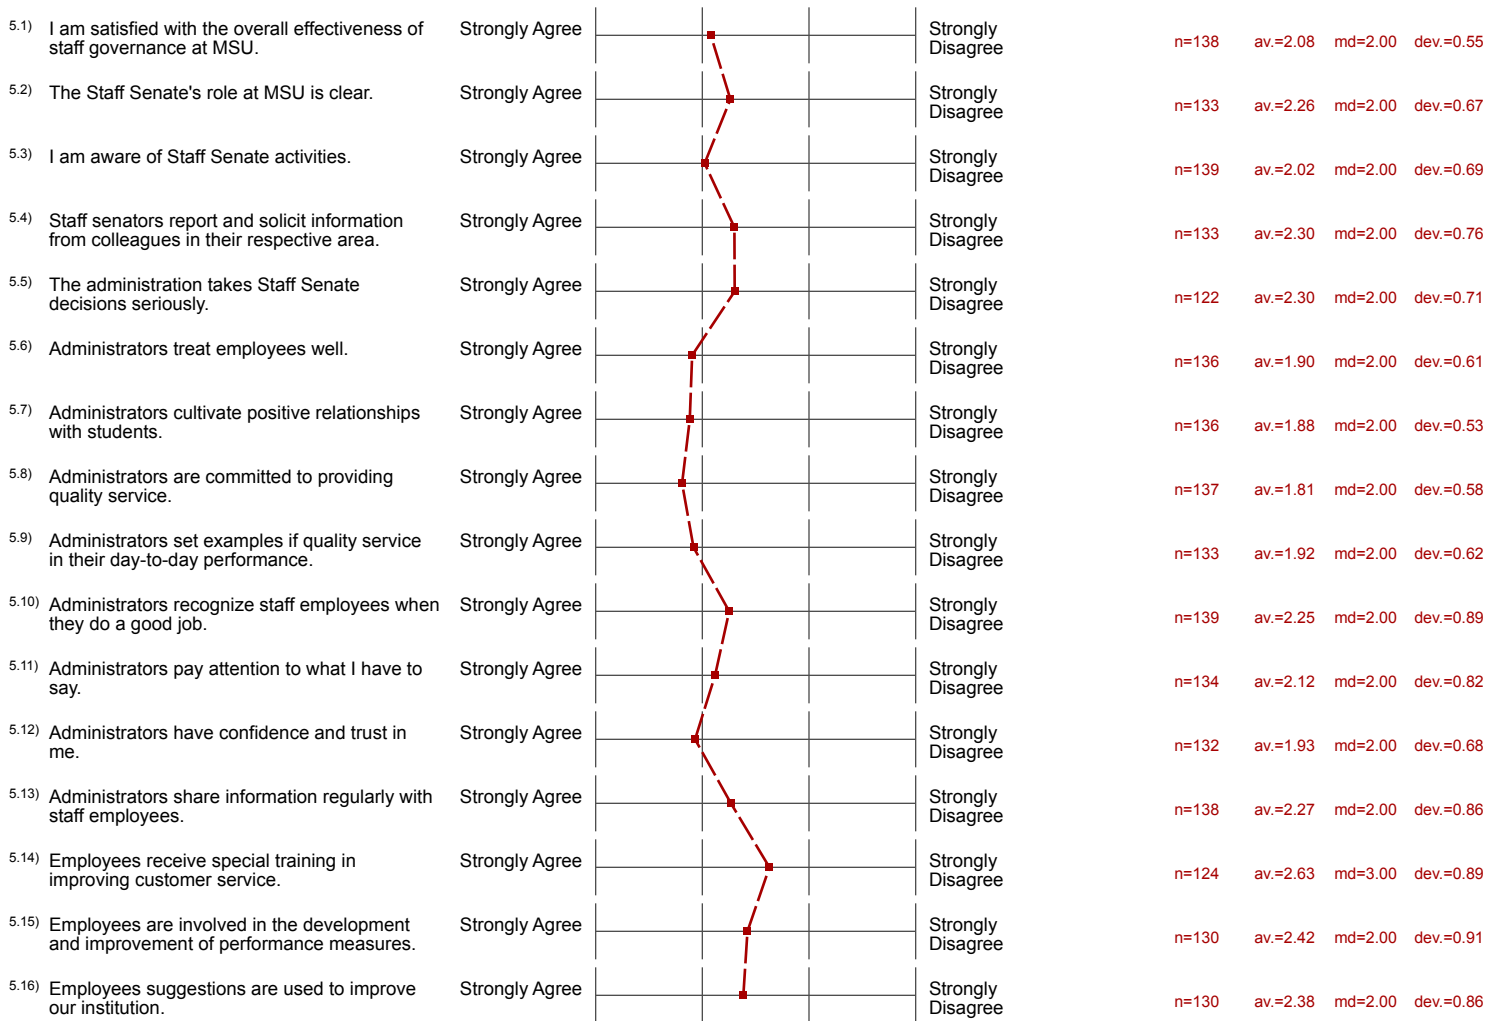 5.1) I am satisfied with the overall effectiveness of Strongly Agree Strongly
staff governance at MSU. Disagree n=138 av.=2.08 md=2.00 dev.=0.55
5.2) The Staff Senate's role at MSU is clear. Strongly Agree Strongly
Disagree n=133 av.=2.26 md=2.00 dev.=0.67
5.3) I am aware of Staff Senate activities. Strongly Agree Strongly
Disagree n=139 av.=2.02 md=2.00 dev.=0.69
5.4) Staff senators report and solicit information Strongly Agree Strongly
from colleagues in their respective area. Disagree n=133 av.=2.30 md=2.00 dev.=0.76
5.5) The administration takes Staff Senate Strongly Agree Strongly
decisions seriously. Disagree n=122 av.=2.30 md=2.00 dev.=0.71
5.6) Administrators treat employees well. Strongly Agree Strongly
Disagree n=136 av.=1.90 md=2.00 dev.=0.61
5.7) Administrators cultivate positive relationships Strongly Agree Strongly
with students. Disagree n=136 av.=1.88 md=2.00 dev.=0.53
5.8) Administrators are committed to providing Strongly Agree Strongly
quality service. Disagree n=137 av.=1.81 md=2.00 dev.=0.58
5.9) Administrators set examples if quality service Strongly Agree Strongly
in their day-to-day performance. Disagree n=133 av.=1.92 md=2.00 dev.=0.62
5.10) Administrators recognize staff employees when Strongly Agree Strongly
they do a good job. Disagree n=139 av.=2.25 md=2.00 dev.=0.89
5.11) Administrators pay attention to what I have to Strongly Agree Strongly
say. Disagree n=134 av.=2.12 md=2.00 dev.=0.82
5.12) Administrators have confidence and trust in Strongly Agree Strongly
me. Disagree n=132 av.=1.93 md=2.00 dev.=0.68
5.13) Administrators share information regularly with Strongly Agree Strongly
staff employees. Disagree n=138 av.=2.27 md=2.00 dev.=0.86
5.14) Employees receive special training in Strongly Agree Strongly
improving customer service. Disagree n=124 av.=2.63 md=3.00 dev.=0.89
5.15) Employees are involved in the development Strongly Agree Strongly
and improvement of performance measures. Disagree n=130 av.=2.42 md=2.00 dev.=0.91
5.16) Employees suggestions are used to improve Strongly Agree Strongly
our institution. Disagree n=130 av.=2.38 md=2.00 dev.=0.86